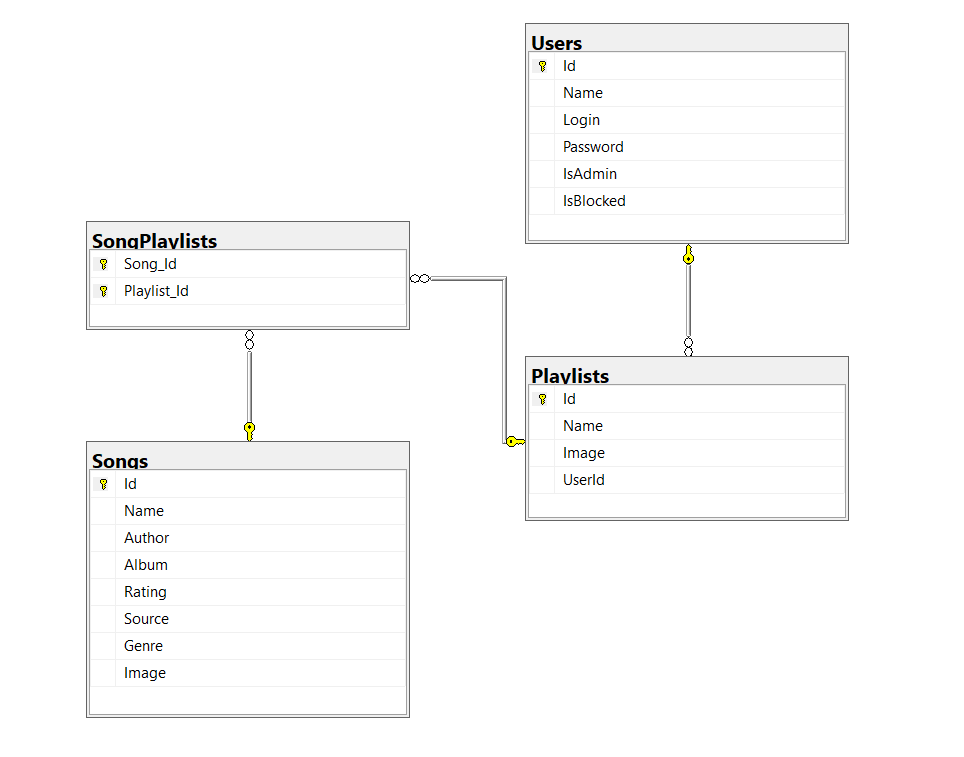 Users
Id
Name
Login
Password
IsAdmin
IsBlocked
SongPlaylists
Song_Id
Playlist_Id
Playlists
Id
Name
Image
UserId
Songs
Id
Name
Author
Album
Rating
Source
Genre
Image